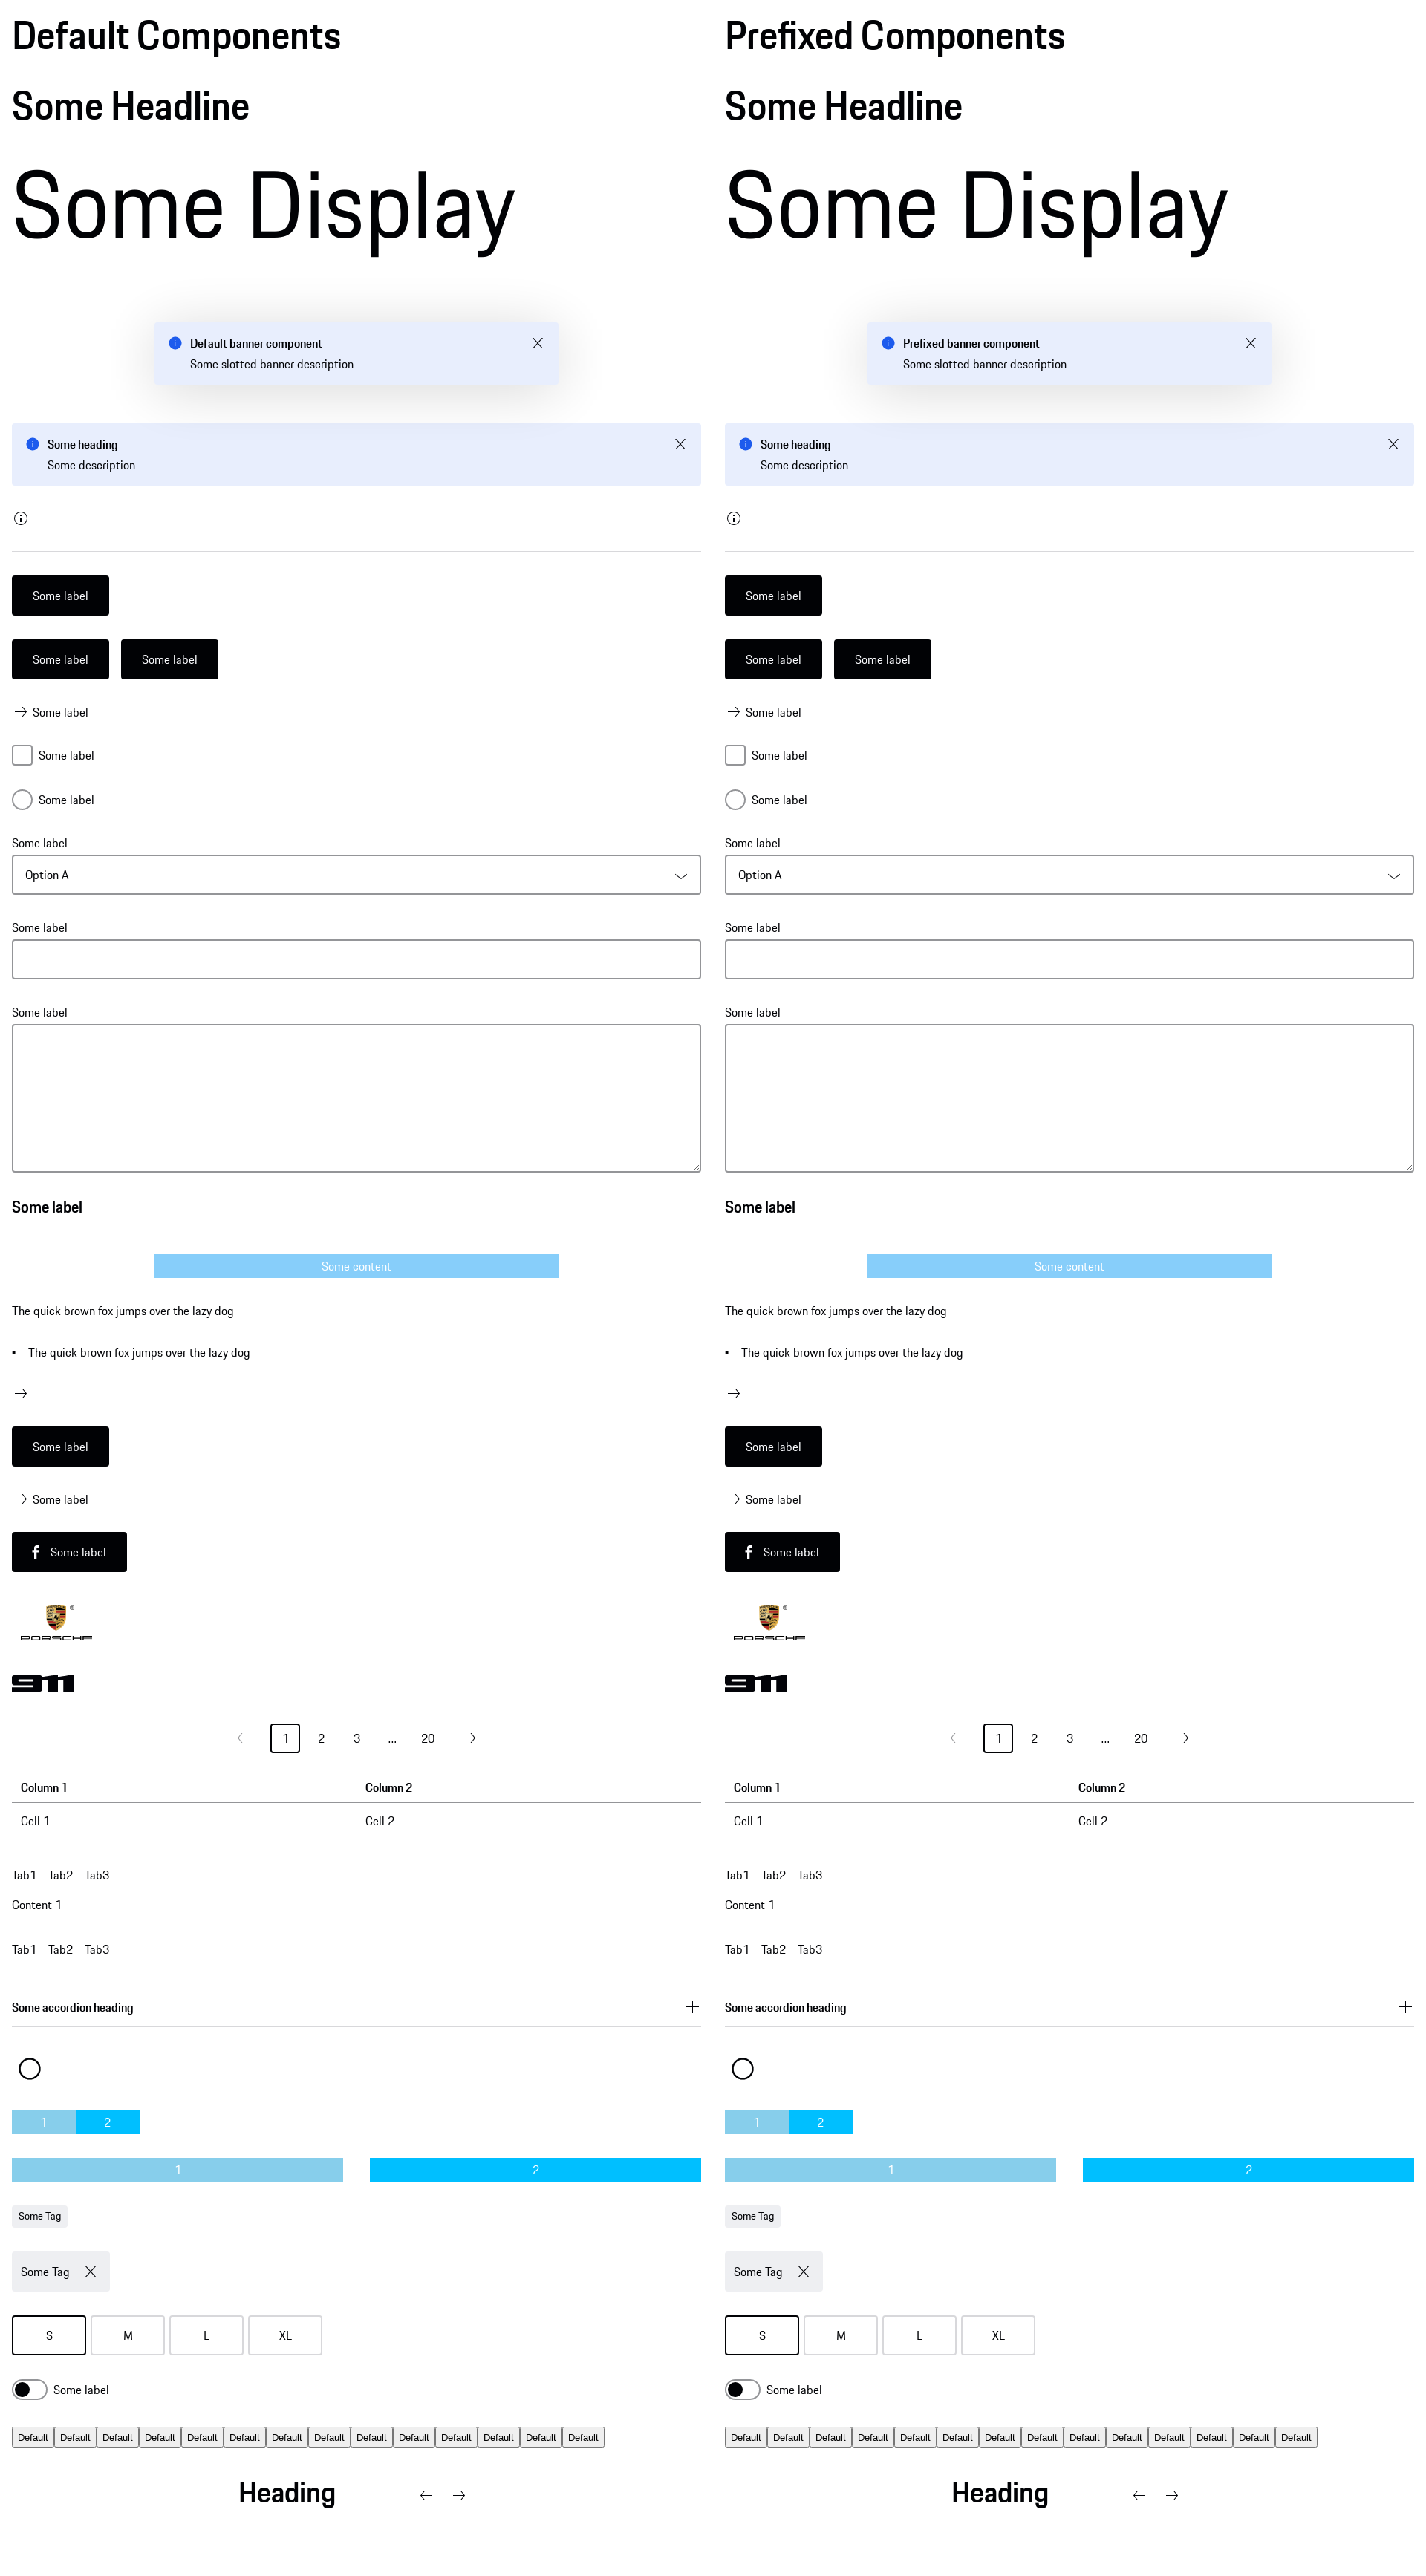 Default Components
Some Headline
Some Display
Default banner component
Some slotted banner description
Some heading
Some description
Some label
Some label Some label
Some label
Some label
Some label
Some label
Option A
Some label
Some label
Some label
Some content
The quick brown fox jumps over the lazy dog
The quick brown fox jumps over the lazy dog
Some label
Some label
Some label
PORSCHE
911
1 2 3 ... 20
Column 1 Column 2
Cell 1 Cell 2
Tab1 Tab2 Tab3
Content 1
Tab1 Tab2 Tab3
Some accordion heading
1 2
1 2
Some Tag
Some Tag
S M L XL
Some label
Default Default Default Default Default Default Default Default Default Default Default Default Default Default
Heading
Prefixed Components
Some Headline
Some Display
Prefixed banner component
Some slotted banner description
Some heading
Some description
Some label
Some label Some label
Some label
Some label
Some label
Some label
Option A
Some label
Some label
Some label
Some content
The quick brown fox jumps over the lazy dog
The quick brown fox jumps over the lazy dog
Some label
Some label
Some label
PORSCHE
911
1 2 3 ... 20
Column 1 Column 2
Cell 1 Cell 2
Tab1 Tab2 Tab3
Content 1
Tab1 Tab2 Tab3
Some accordion heading
1 2
1 2
Some Tag
Some Tag
S M L XL
Some label
Default Default Default Default Default Default Default Default Default Default Default Default Default Default
Heading